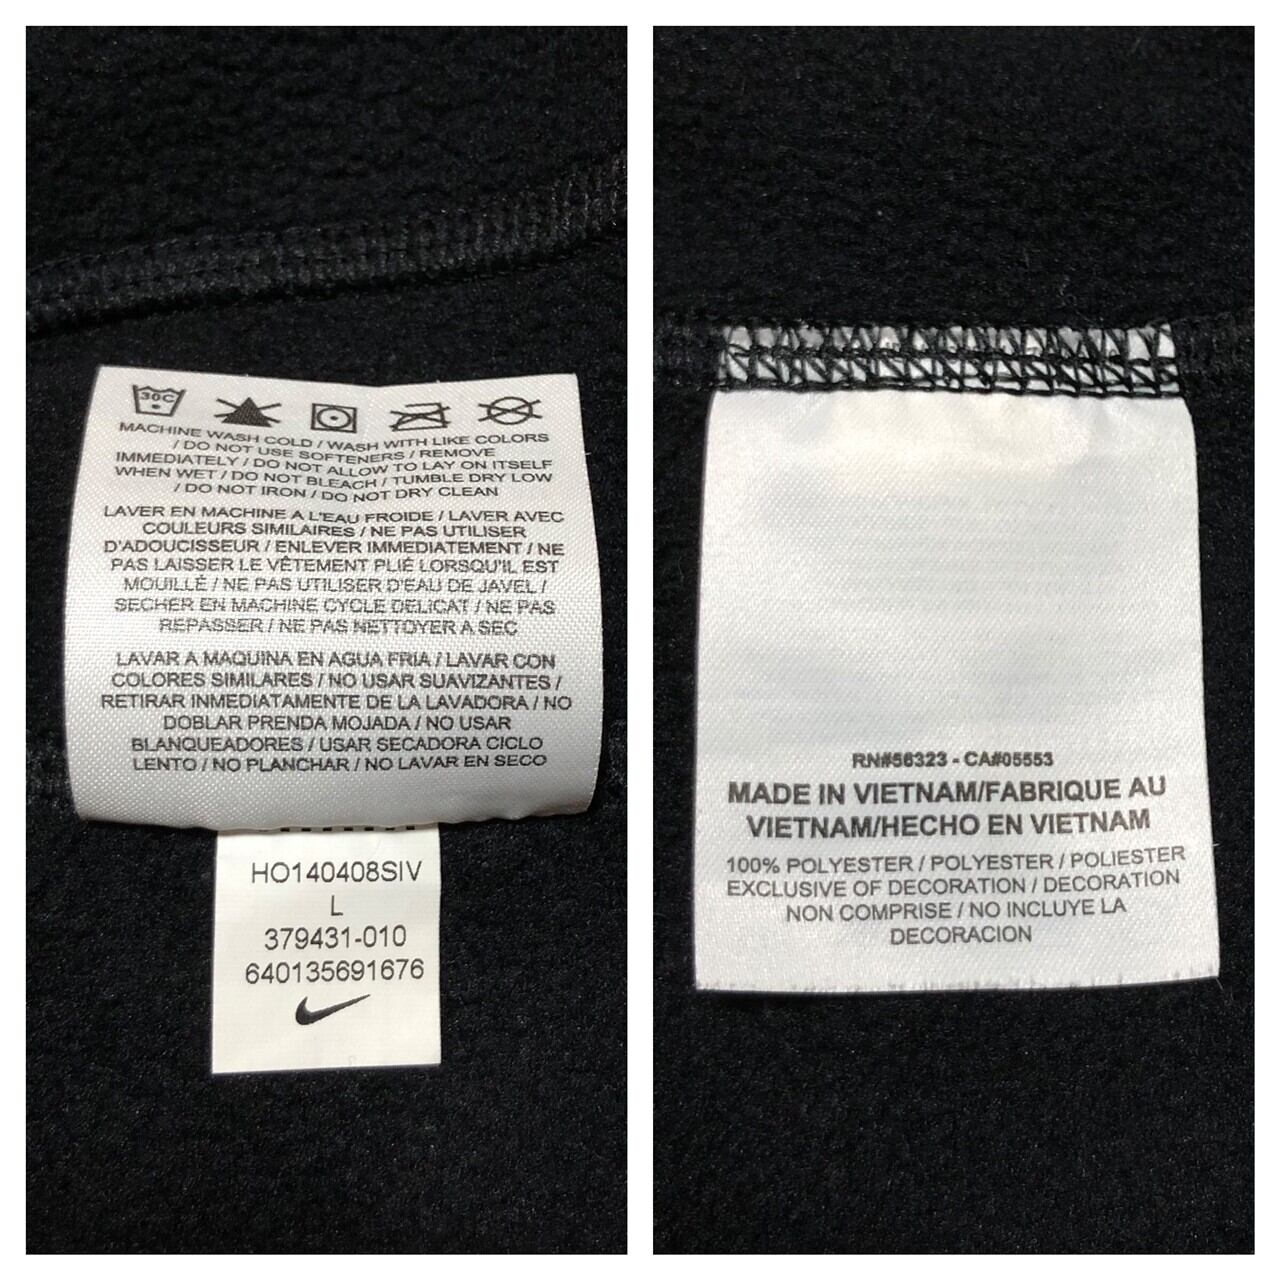 30C
MACHINE WASH COLD / WASH WITH LIKE COLORS
/ DO NOT USE SOFTENERS / REMOVE
IMMEDIATELY / DO NOT ALLOW TO LAY ON ITSELF
WHEN WET / DO NOT BLEACH / TUMBLE DRY LOW
/ DO NOT IRON / DO NOT DRY CLEAN
LAVER EN MACHINE A L'EAU FROIDE / LAVER AVEC
COULEURS SIMILAIRES / NE PAS UTILISER
D'ADOUCISSEUR / ENLEVER IMMEDIATEMENT / NE
PAS LAISSER LE VÊTEMENT PLIÉ LORSQU'IL EST
MOUILLÉ / NE PAS UTILISER D'EAU DE JAVEL /
SECHER EN MACHINE CYCLE DELICAT / NE PAS
REPASSER / NE PAS NETTOYER A SEC
LAVAR A MAQUINA EN AGUA FRIA / LAVAR CON
COLORES SIMILARES / NO USAR SUAVIZANTES /
RETIRAR INMEDIATAMENTE DE LA LAVADORA / NO
DOBLAR PRENDA MOJADA / NO USAR
BLANQUEADORES / USAR SECADORA CICLO
LENTO / NO PLANCHAR / NO LAVAR EN SECO
HO140408SIV
L
379431-010
640135691676
RN#56323 - CA#05553
MADE IN VIETNAM/FABRIQUE AU
VIETNAM/HECHO EN VIETNAM
100% POLYESTER / POLYESTER / POLIESTER
EXCLUSIVE OF DECORATION / DECORATION
NON COMPRISE / NO INCLUYE LA
DECORACION